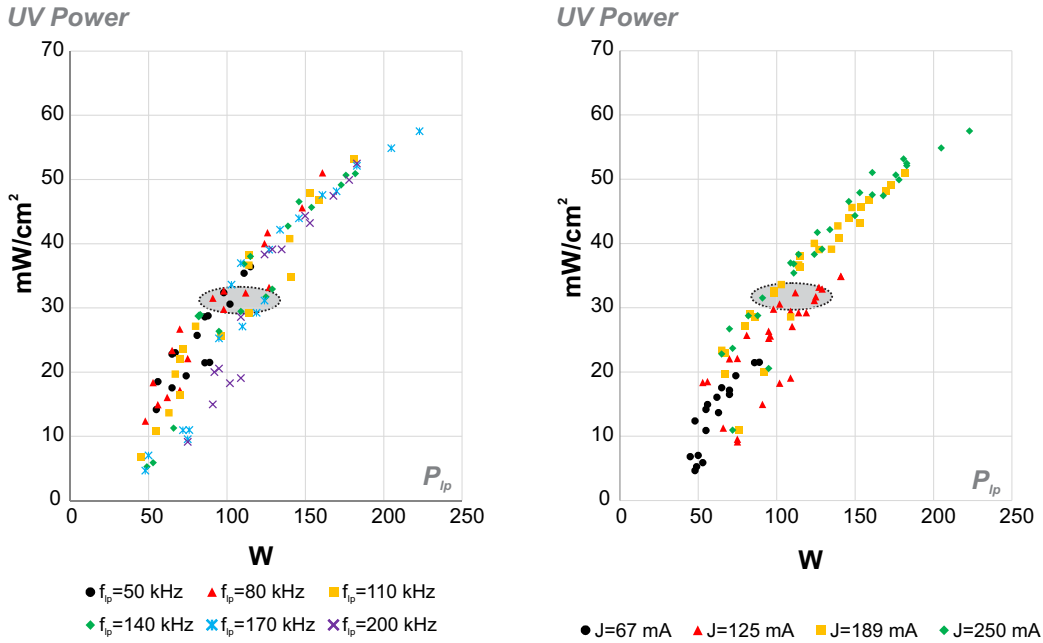 UV Power
UV Power
70
60
50
40
30
20
10
0
mW/cm²
P_lp
0 50 100 150 200 250
W
f_lp=50 kHz f_lp=80 kHz f_lp=110 kHz
f_lp=140 kHz f_lp=170 kHz f_lp=200 kHz
70
60
50
40
30
20
10
0
mW/cm²
P_lp
0 50 100 150 200 250
W
J=67 mA J=125 mA J=189 mA J=250 mA